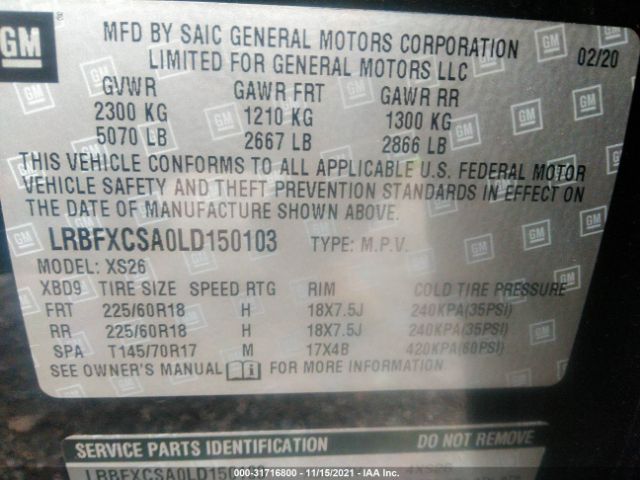 GM
MFD BY SAIC GENERAL MOTORS CORPORATION
LIMITED FOR GENERAL MOTORS LLC
02/20
GVWR GAWR FRT GAWR RR
2300 KG 1210 KG 1300 KG
5070 LB 2667 LB 2866 LB
THIS VEHICLE CONFORMS TO ALL APPLICABLE U.S. FEDERAL MOTOR
VEHICLE SAFETY AND THEFT PREVENTION STANDARDS IN EFFECT ON
THE DATE OF MANUFACTURE SHOWN ABOVE.
LRBFXCSA0LD150103 TYPE: M.P.V.
MODEL: XS26
XBD9 TIRE SIZE SPEED RTG RIM COLD TIRE PRESSURE
FRT 225/60R18 H 18X7.5J 240KPA(35PSI)
RR 225/60R18 H 18X7.5J 240KPA(35PSI)
SPA T145/70R17 M 17X4B 420KPA(60PSI)
SEE OWNER'S MANUAL FOR MORE INFORMATION
SERVICE PARTS IDENTIFICATION DO NOT REMOVE
#ID - 31716800 - 11/15/2021 - IAA Inc.